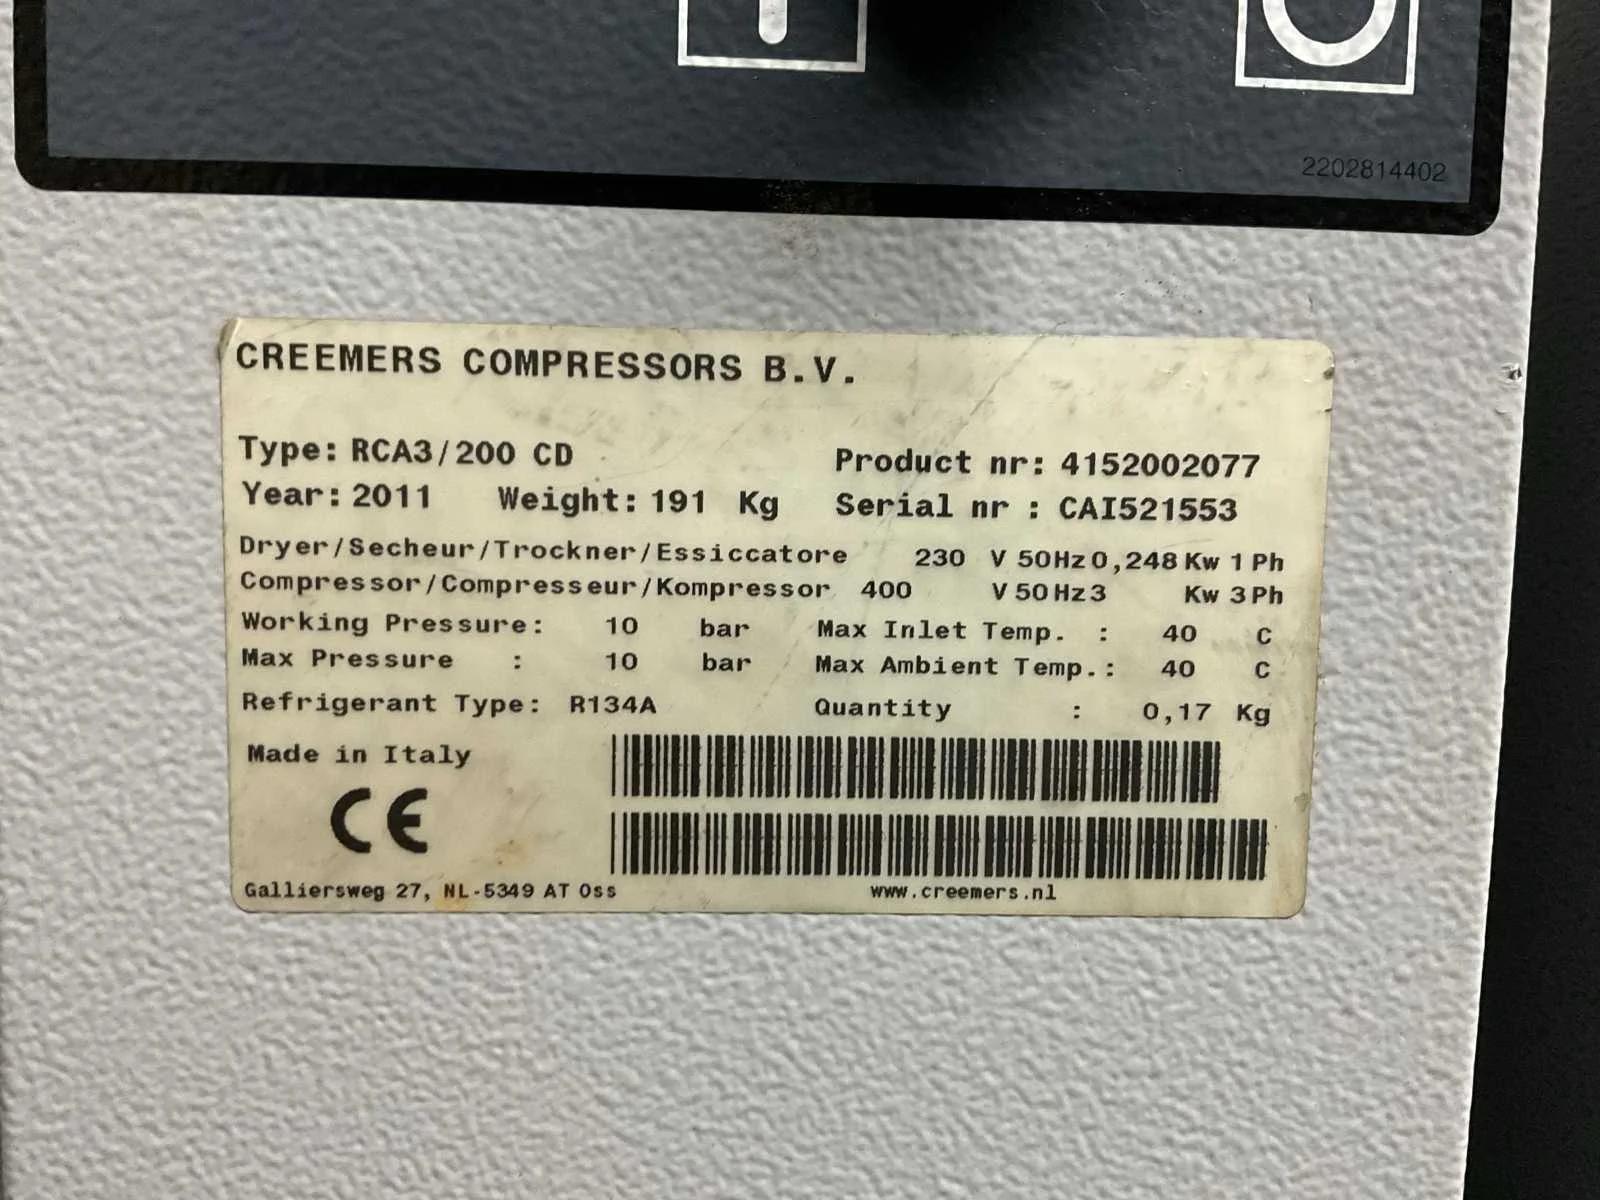 2202814402
CREEMERS COMPRESSORS B.V.
Type: RCA3/200 CD Product nr: 4152002077
Year: 2011 Weight: 191 Kg Serial nr : CAI521553
Dryer/Secheur/Trockner/Essiccatore 230 V 50Hz 0,248 Kw 1 Ph
Compressor/Compresseur/Kompressor 400 V 50 Hz 3 Kw 3 Ph
Working Pressure: 10 bar Max Inlet Temp. : 40 C
Max Pressure : 10 bar Max Ambient Temp.: 40 C
Refrigerant Type: R134A Quantity : 0,17 Kg
Made in Italy
CE
Galliersweg 27, NL-5349 AT Oss www.creemers.nl